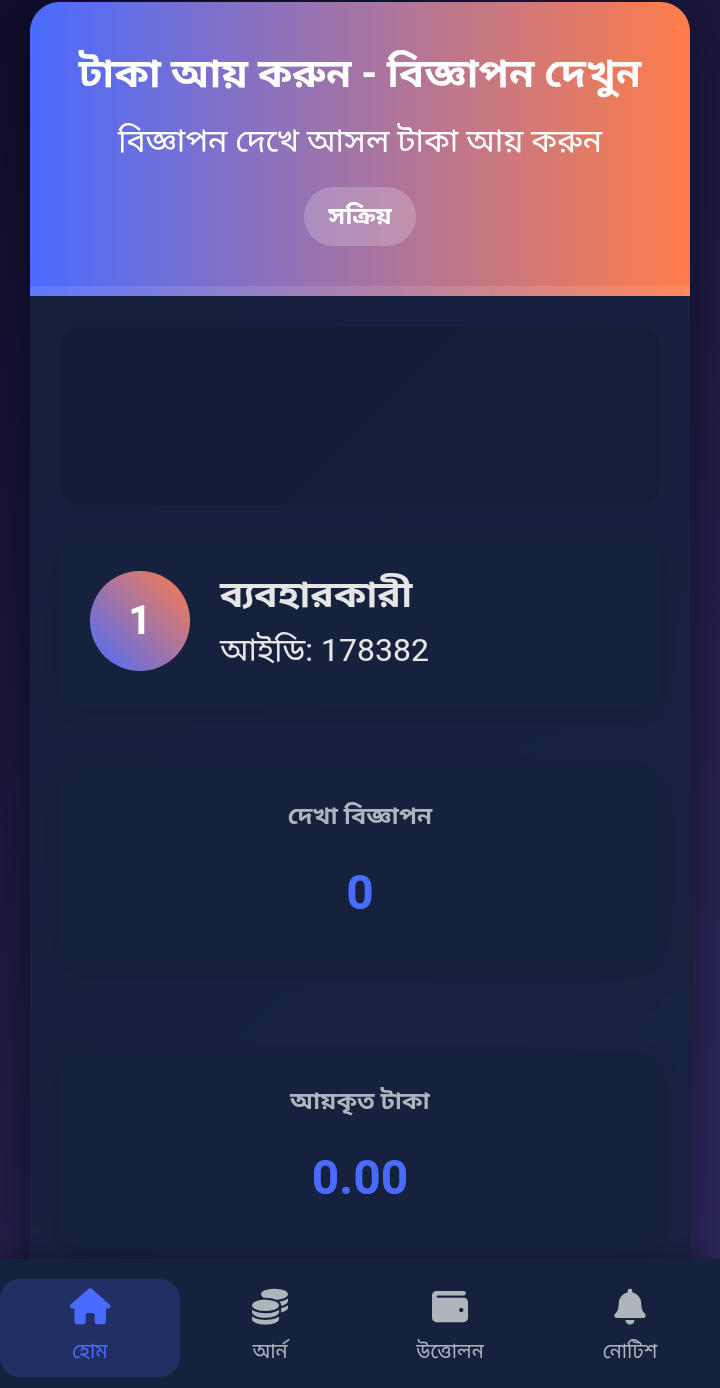 টাকা আয় করুন - বিজ্ঞাপন দেখুন
বিজ্ঞাপন দেখে আসল টাকা আয় করুন
সক্রিয়
1
ব্যবহারকারী
আইডি: 178382
দেখা বিজ্ঞাপন
0
আয়কৃত টাকা
0.00
হোম
আর্ন
উত্তোলন
নোটিশ